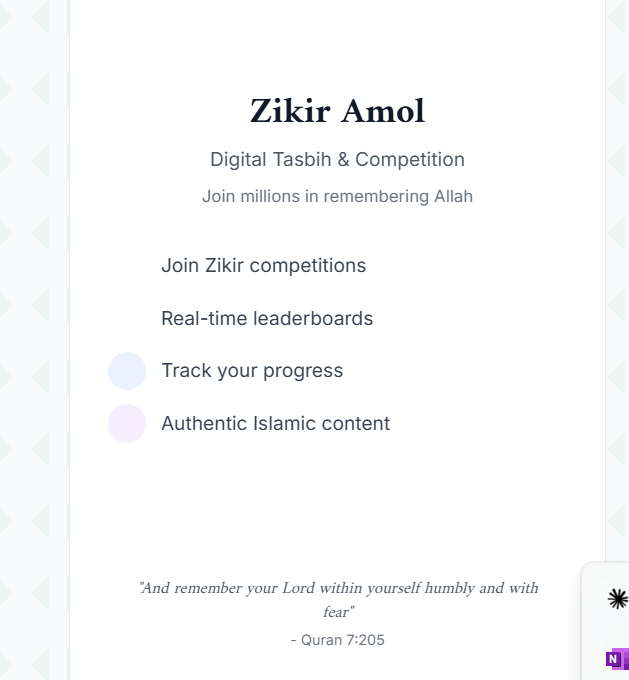 Zikir Amol
Digital Tasbih & Competition
Join millions in remembering Allah
Join Zikir competitions
Real-time leaderboards
Track your progress
Authentic Islamic content
"And remember your Lord within yourself humbly and with
fear"
- Quran 7:205
N